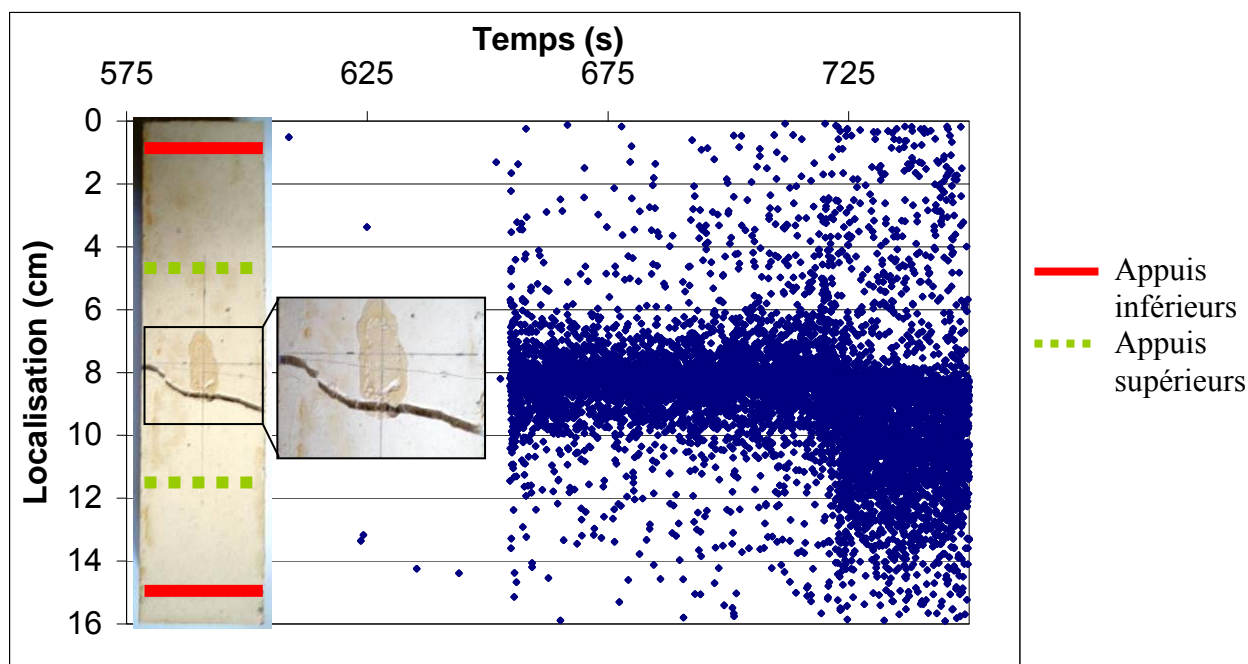 Temps (s)
575 625 675 725
0
2
4
6
8
10
12
14
16
Localisation (cm)
Appuis
inférieurs
Appuis
supérieurs